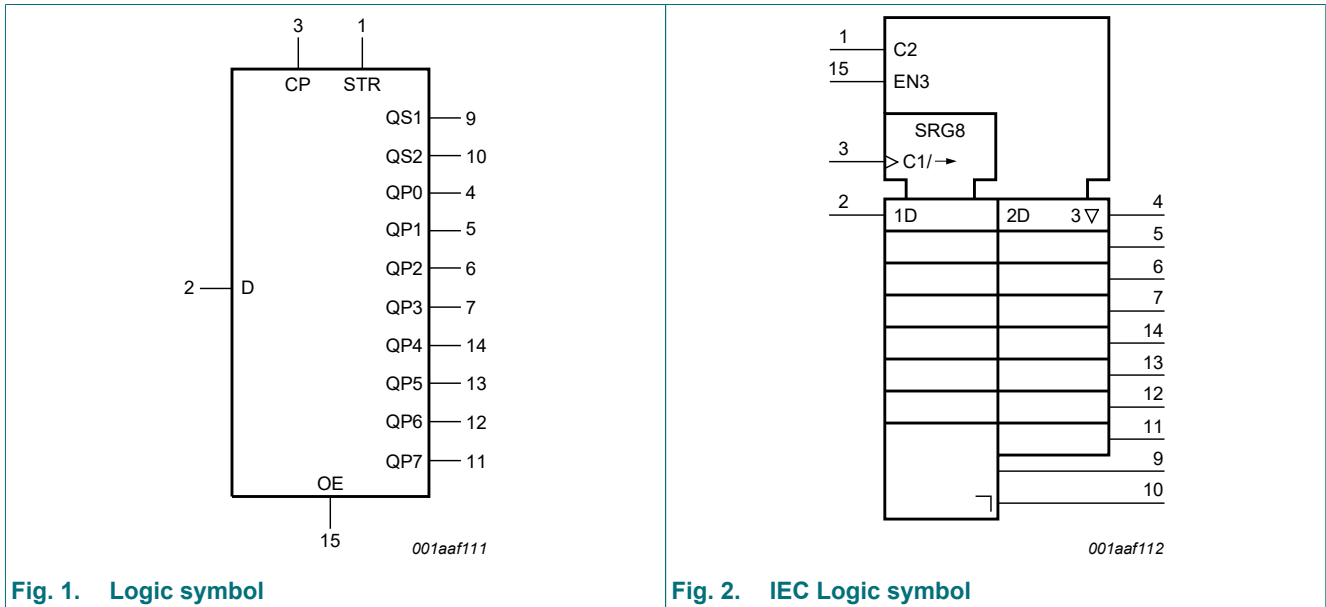 3 1
CP STR
QS1 9
QS2 10
QP0 4
QP1 5
QP2 6
2 D
QP3 7
QP4 14
QP5 13
QP6 12
QP7 11
OE
15
001aaf111
Fig. 1. Logic symbol
1 C2
15 EN3
SRG8
3 C1/→
2 1D 2D 3▽ 4
5
6
7
14
13
12
11
9
10
001aaf112
Fig. 2. IEC Logic symbol